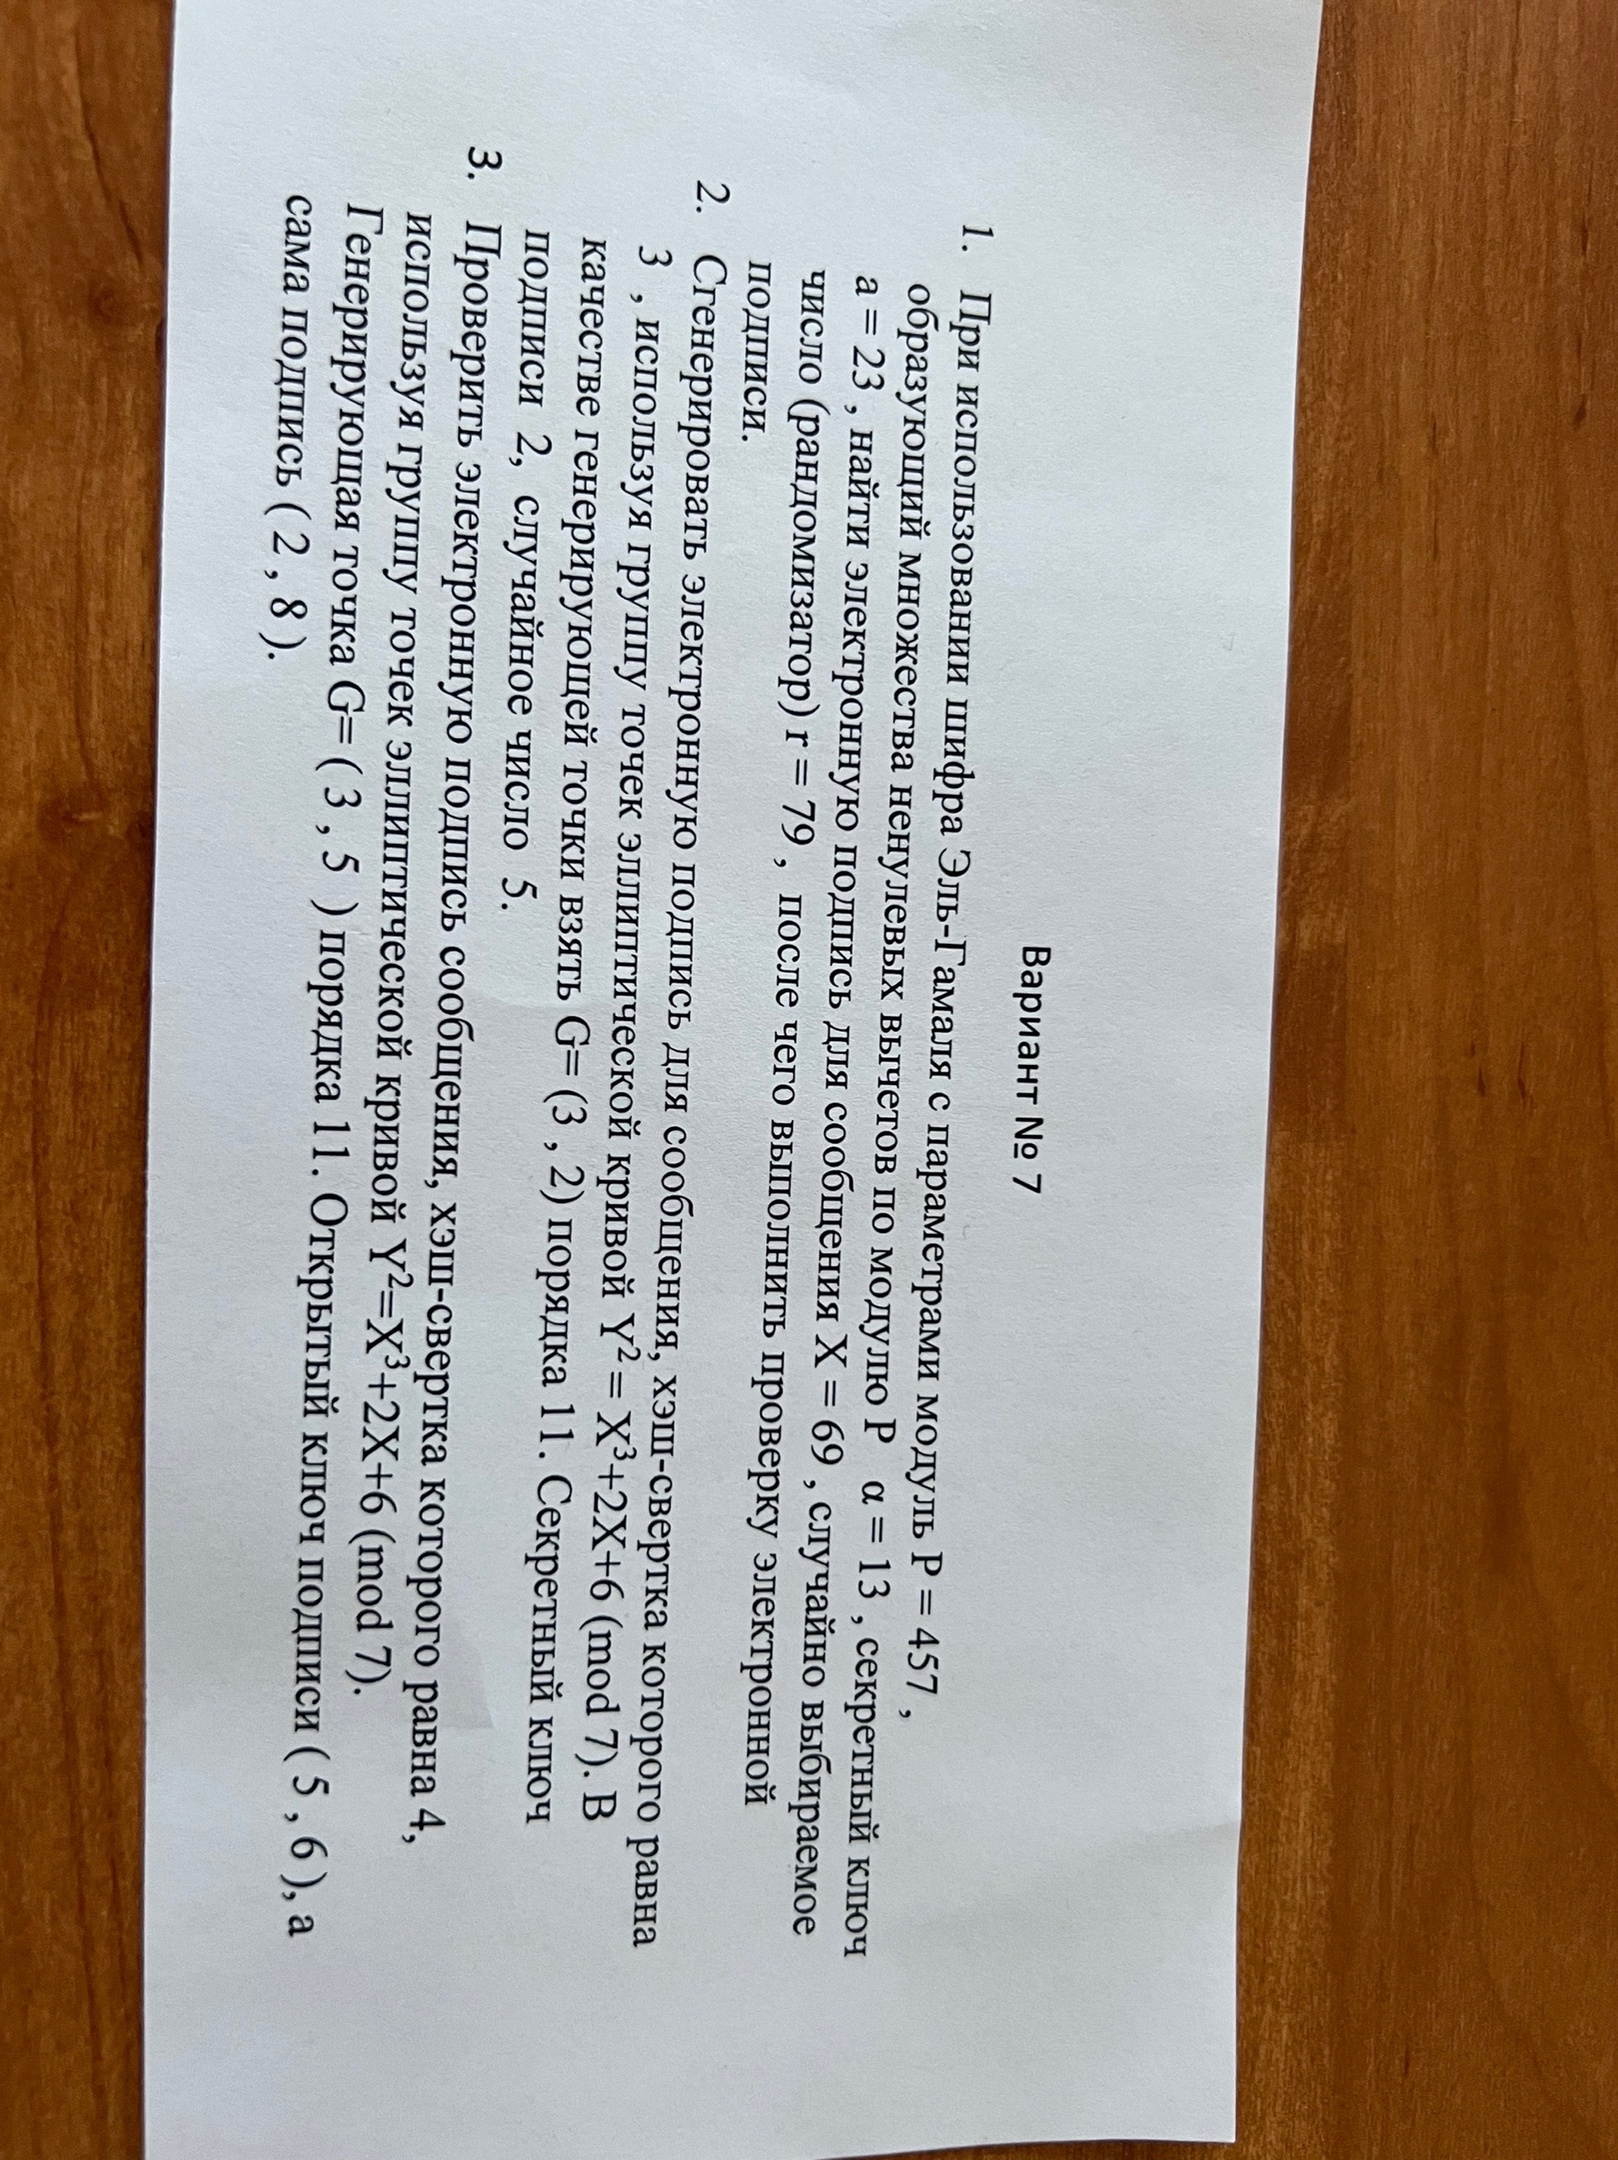 Вариант № 7
1. При использовании шифра Эль-Гамаля с параметрами модуль P = 457 ,
образующий множества ненулевых вычетов по модулю P α = 13 , секретный ключ
a = 23 , найти электронную подпись для сообщения X = 69 , случайно выбираемое
число (рандомизатор) r = 79 , после чего выполнить проверку электронной
подписи.
2. Сгенерировать электронную подпись для сообщения, хэш-свертка которого равна
3 , используя группу точек эллиптической кривой Y²= X³+2X+6 (mod 7). В
качестве генерирующей точки взять G= (3 , 2) порядка 11. Секретный ключ
подписи 2, случайное число 5.
3. Проверить электронную подпись сообщения, хэш-свертка которого равна 4,
используя группу точек эллиптической кривой Y²=X³+2X+6 (mod 7).
Генерирующая точка G= ( 3 , 5 ) порядка 11. Открытый ключ подписи ( 5 , 6 ), а
сама подпись ( 2 , 8 ).